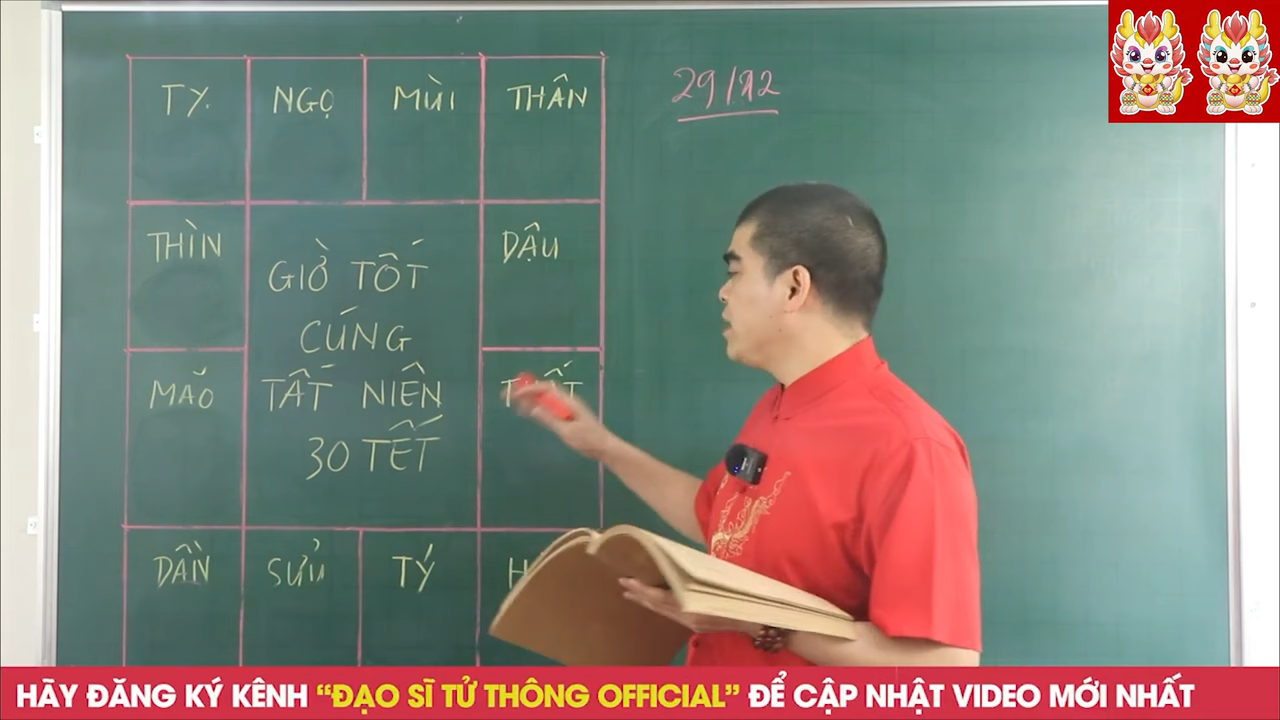 TỴ
NGỌ
MÙI
THÂN
29/12
THÌN
DẬU
GIỜ TỐT
CÚNG
TẤT NIÊN
30 TẾT
MÃO
DẦN
SỬU
TÝ
HÃY ĐĂNG KÝ KÊNH “ĐẠO SĨ TỬ THÔNG OFFICIAL” ĐỂ CẬP NHẬT VIDEO MỚI NHẤT